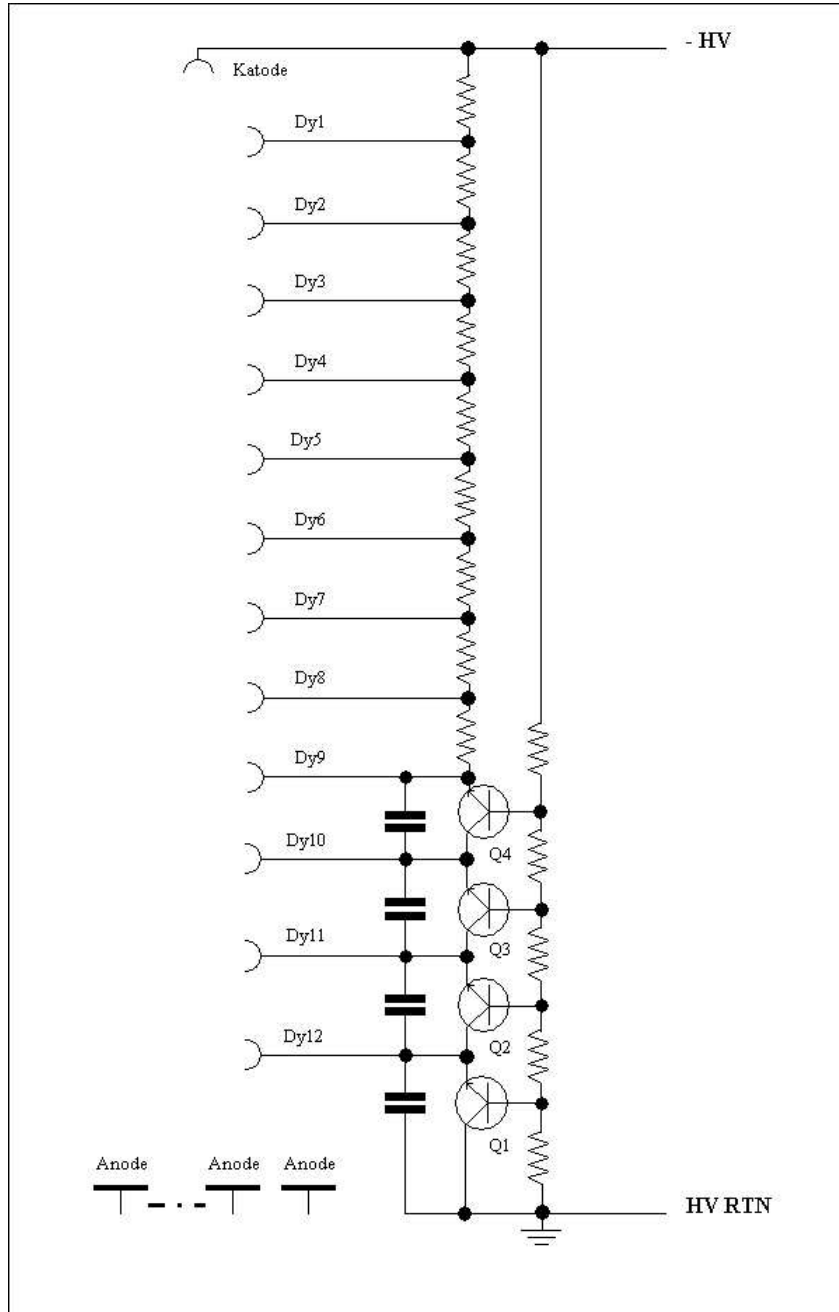 - HV
Katode
Dy1
Dy2
Dy3
Dy4
Dy5
Dy6
Dy7
Dy8
Dy9
Dy10
Q4
Dy11
Q3
Dy12
Q2
Q1
Anode Anode Anode
HV RTN